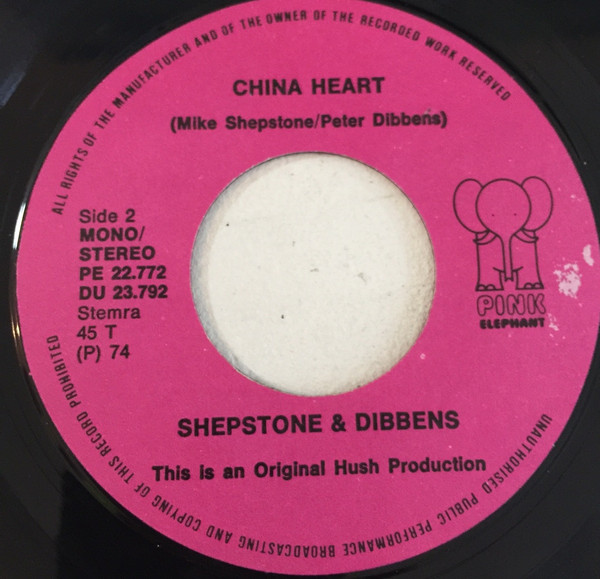 ALL RIGHTS OF THE MANUFACTURER AND OF THE OWNER OF THE RECORDED WORK RESERVED
CHINA HEART
(Mike Shepstone/Peter Dibbens)
Side 2
MONO/
STEREO
PE 22.772
DU 23.792
Stemra
45 T
(P) 74
PINK
ELEPHANT
SHEPSTONE & DIBBENS
This is an Original Hush Production
UNAUTHORISED PUBLIC PERFORMANCE BROADCASTING AND COPYING OF THIS RECORD PROHIBITED